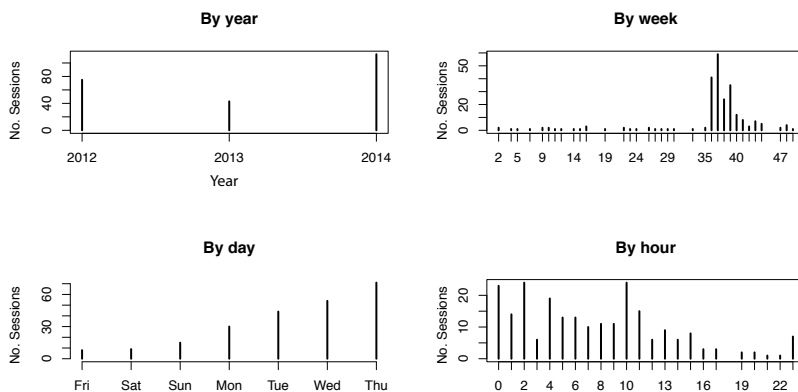 By year
No. Sessions
0 40 80
2012 2013 2014
Year
By week
No. Sessions
0 20 50
2 5 9 14 19 24 29 35 40 47
By day
No. Sessions
0 30 60
Fri Sat Sun Mon Tue Wed Thu
By hour
No. Sessions
0 10 20
0 2 4 6 8 10 13 16 19 22